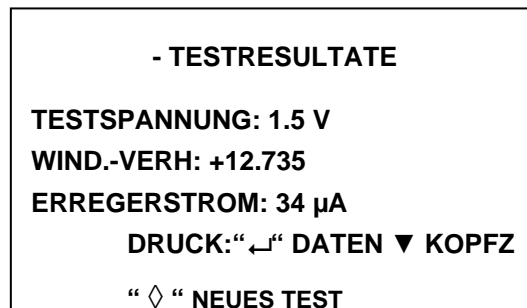 - TESTRESULTATE
TESTSPANNUNG: 1.5 V
WIND.-VERH: +12.735
ERREGERSTROM: 34 µA
DRUCK:“↵“ DATEN ▼ KOPFZ
“ ◊ “ NEUES TEST